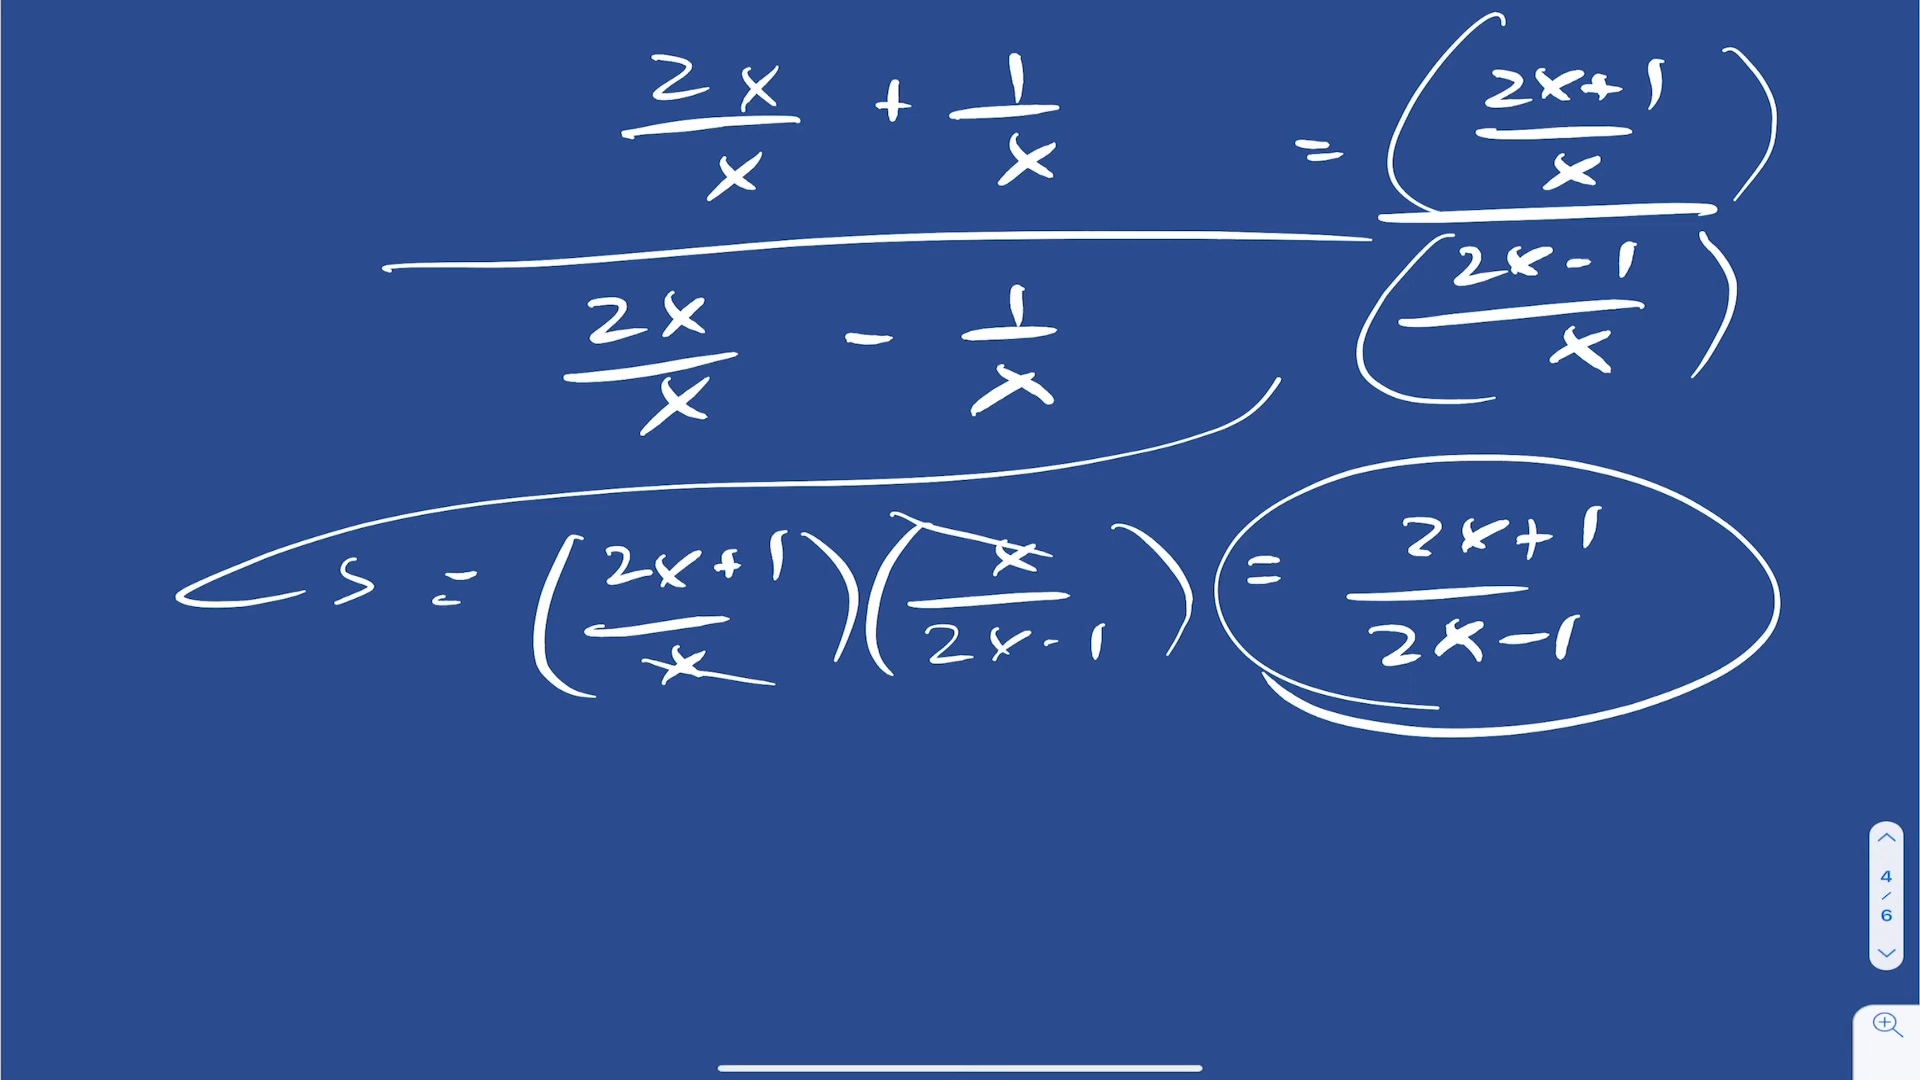 2x/x + 1/x = (2x+1/x)
2x/x - 1/x (2x-1/x)
S = (2x+1/x)(x/2x-1) = 2x+1/2x-1
4
/
6